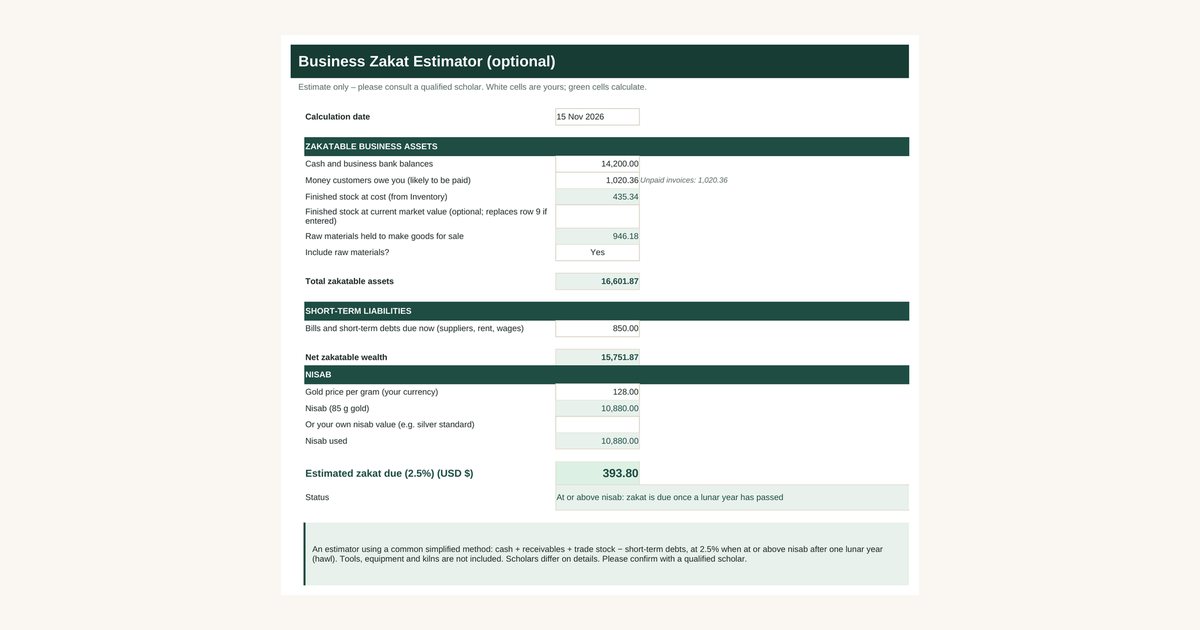 Business Zakat Estimator (optional)
Estimate only – please consult a qualified scholar. White cells are yours; green cells calculate.
Calculation date 15 Nov 2026
ZAKATABLE BUSINESS ASSETS
Cash and business bank balances 14,200.00
Money customers owe you (likely to be paid) 1,020.36 Unpaid invoices: 1,020.36
Finished stock at cost (from Inventory) 435.34
Finished stock at current market value (optional; replaces row 9 if
entered)
Raw materials held to make goods for sale 946.18
Include raw materials? Yes
Total zakatable assets 16,601.87
SHORT-TERM LIABILITIES
Bills and short-term debts due now (suppliers, rent, wages) 850.00
Net zakatable wealth 15,751.87
NISAB
Gold price per gram (your currency) 128.00
Nisab (85 g gold) 10,880.00
Or your own nisab value (e.g. silver standard)
Nisab used 10,880.00
Estimated zakat due (2.5%) (USD $) 393.80
Status At or above nisab: zakat is due once a lunar year has passed
An estimator using a common simplified method: cash + receivables + trade stock − short-term debts, at 2.5% when at or above nisab after one lunar year
(hawl). Tools, equipment and kilns are not included. Scholars differ on details. Please confirm with a qualified scholar.